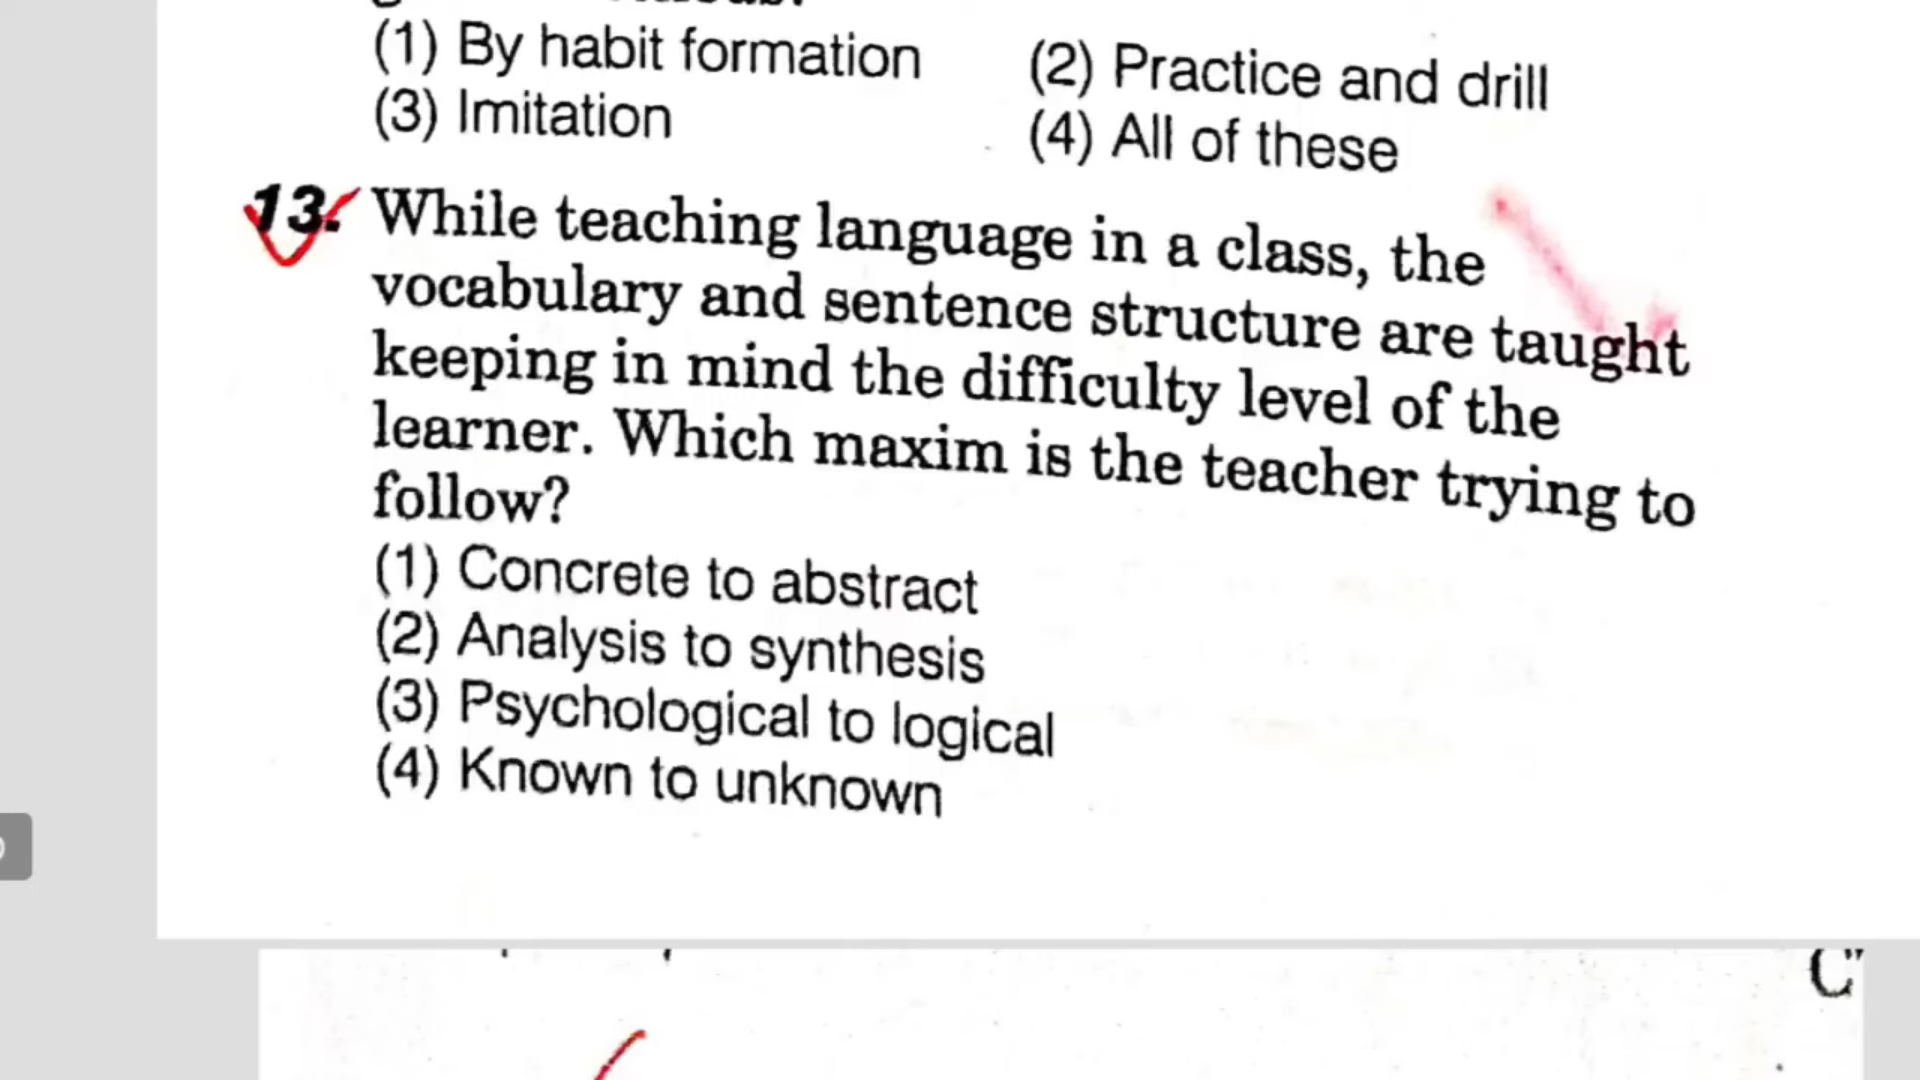 (1) By habit formation (2) Practice and drill
(3) Imitation (4) All of these
13. While teaching language in a class, the
vocabulary and sentence structure are taught
keeping in mind the difficulty level of the
learner. Which maxim is the teacher trying to
follow?
(1) Concrete to abstract
(2) Analysis to synthesis
(3) Psychological to logical
(4) Known to unknown